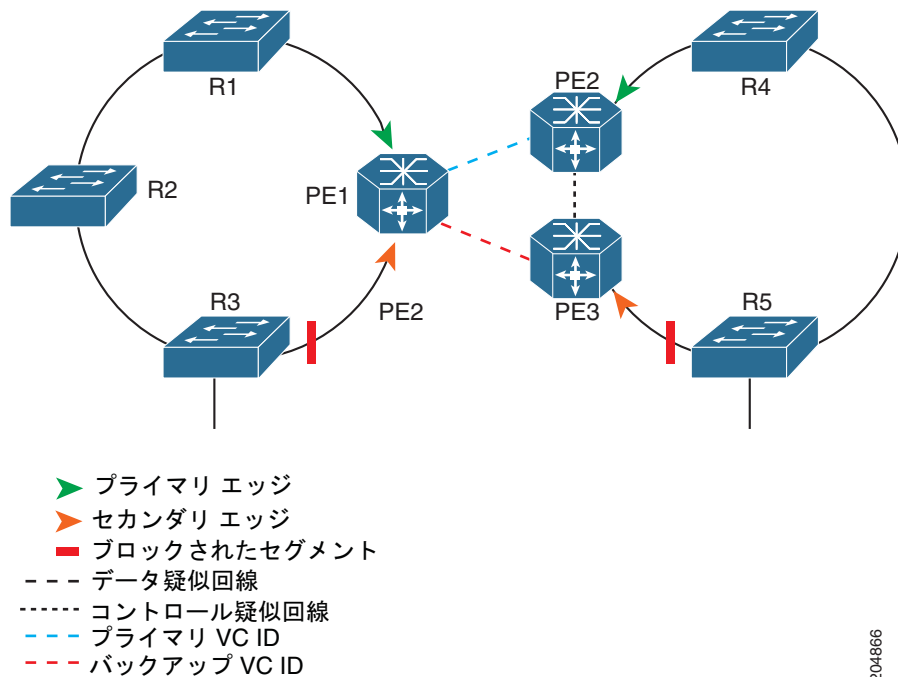 R1
PE2
R4
R2
PE1
R3
PE2
PE3
R5
プライマリ エッジ
セカンダリ エッジ
ブロックされたセグメント
データ疑似回線
コントロール疑似回線
プライマリ VC ID
バックアップ VC ID
204866